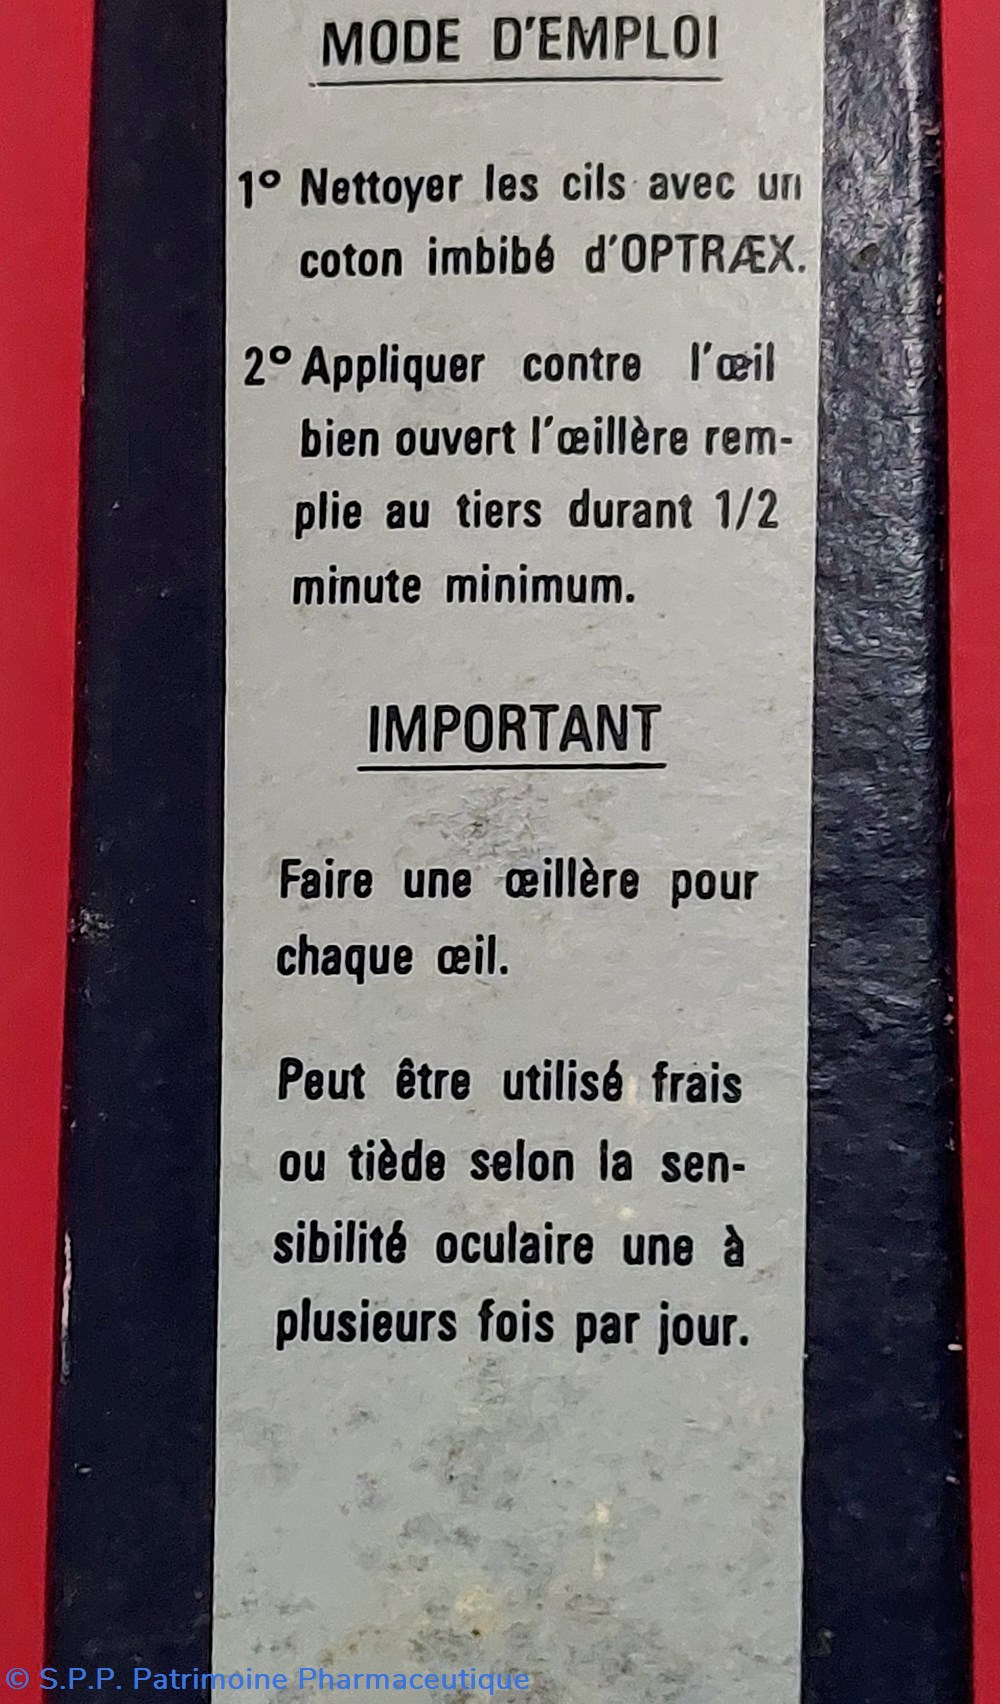 MODE D'EMPLOI
1º Nettoyer les cils avec un
coton imbibé d'OPTRÆX.
2º Appliquer contre l'œil
bien ouvert l'œillère rem-
plie au tiers durant 1/2
minute minimum.
IMPORTANT
Faire une œillère pour
chaque œil.
Peut être utilisé frais
ou tiède selon la sen-
sibilité oculaire une à
plusieurs fois par jour.
© S.P.P. Patrimoine Pharmaceutique